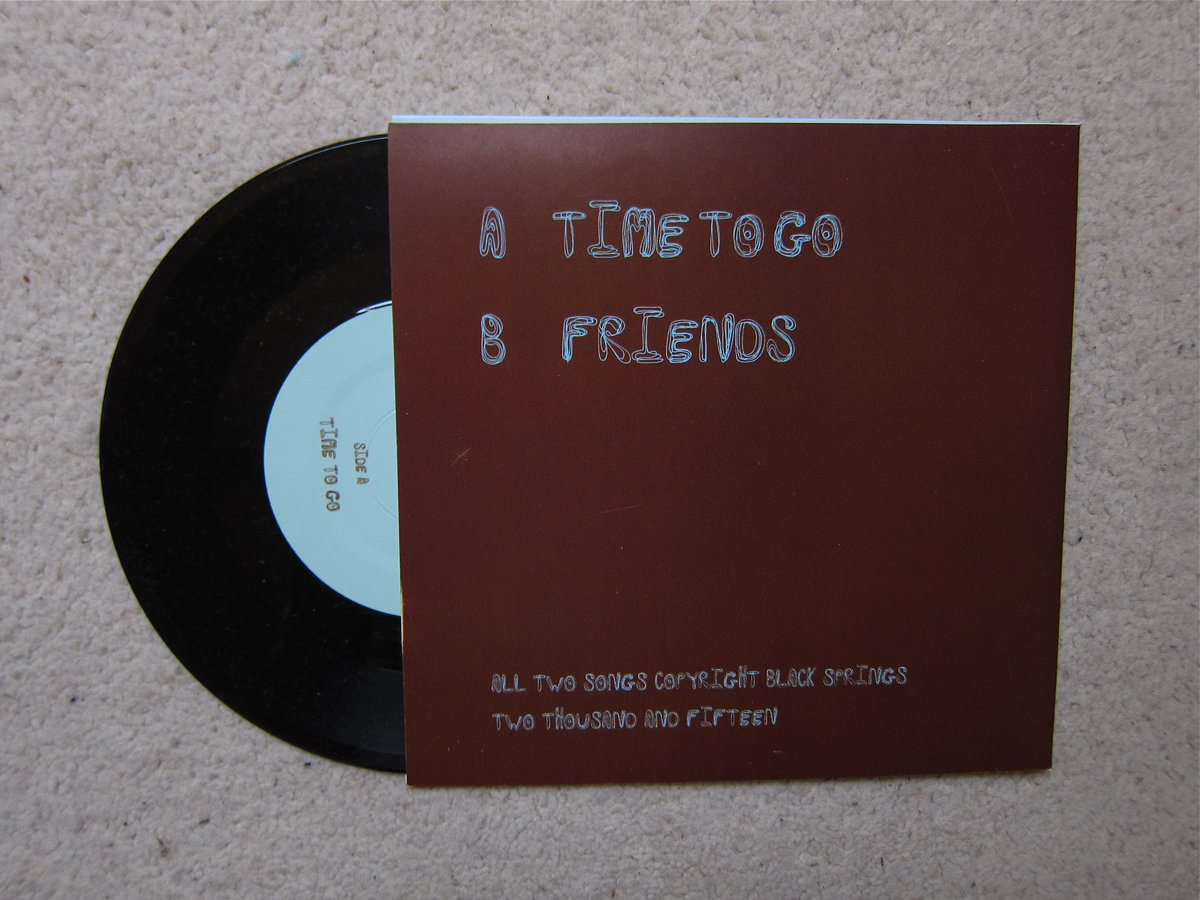 A TIME TO GO
B FRIENDS
ALL TWO SONGS COPYRIGHT BLACK SPRINGS
TWO THOUSAND AND FIFTEEN
SIDE A
TIME TO GO